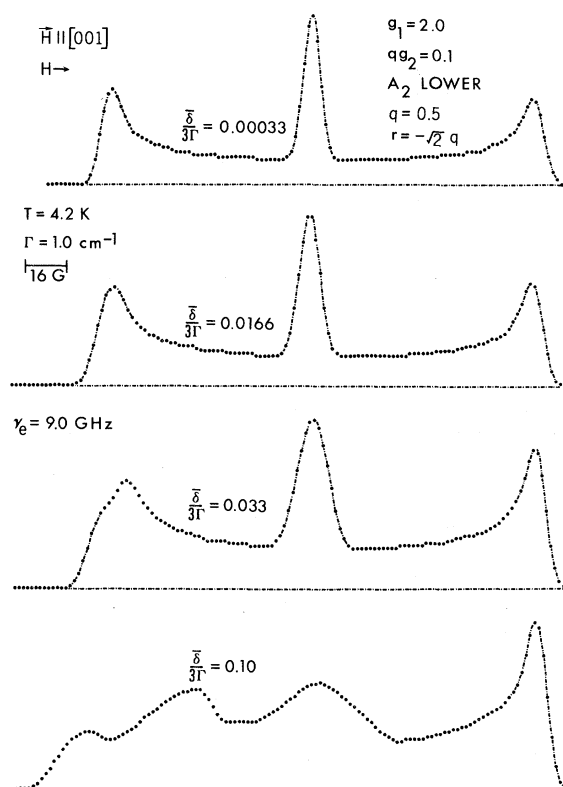 H⃗ || [001]
H→
g₁ = 2.0
qg₂ = 0.1
A₂ LOWER
q = 0.5
r = −√2 q
δ̅/3Γ = 0.00033
T = 4.2 K
Γ = 1.0 cm⁻¹
16 G
δ̅/3Γ = 0.0166
νe = 9.0 GHz
δ̅/3Γ = 0.033
δ̅/3Γ = 0.10